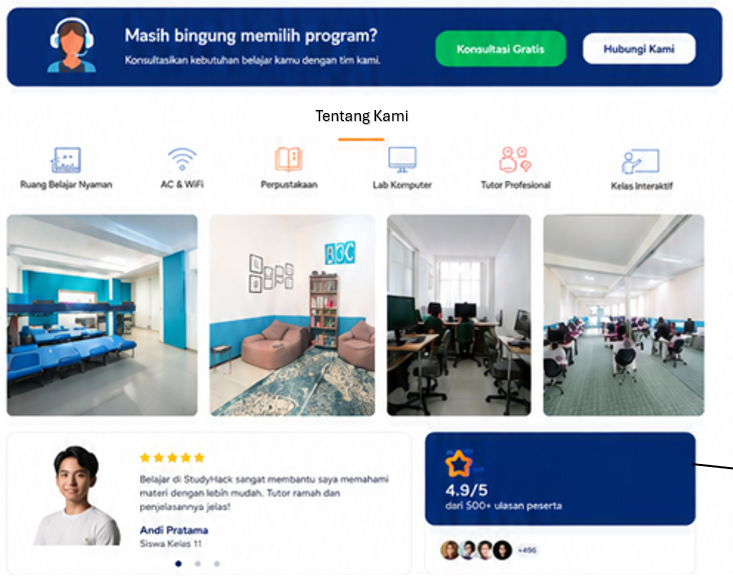 Masih bingung memilih program?
Konsultasikan kebutuhan belajar kamu dengan tim kami.
Konsultasi Gratis
Hubungi Kami
Tentang Kami
Ruang Belajar Nyaman
AC & WiFi
Perpustakaan
Lab Komputer
Tutor Profesional
Kelas Interaktif
ABC
Belajar di StudyHack sangat membantu saya memahami
materi dengan lebih mudah. Tutor ramah dan
penjelasannya jelas!
Andi Pratama
Siswa Kelas 11
4.9/5
dari 500+ ulasan peserta
+496